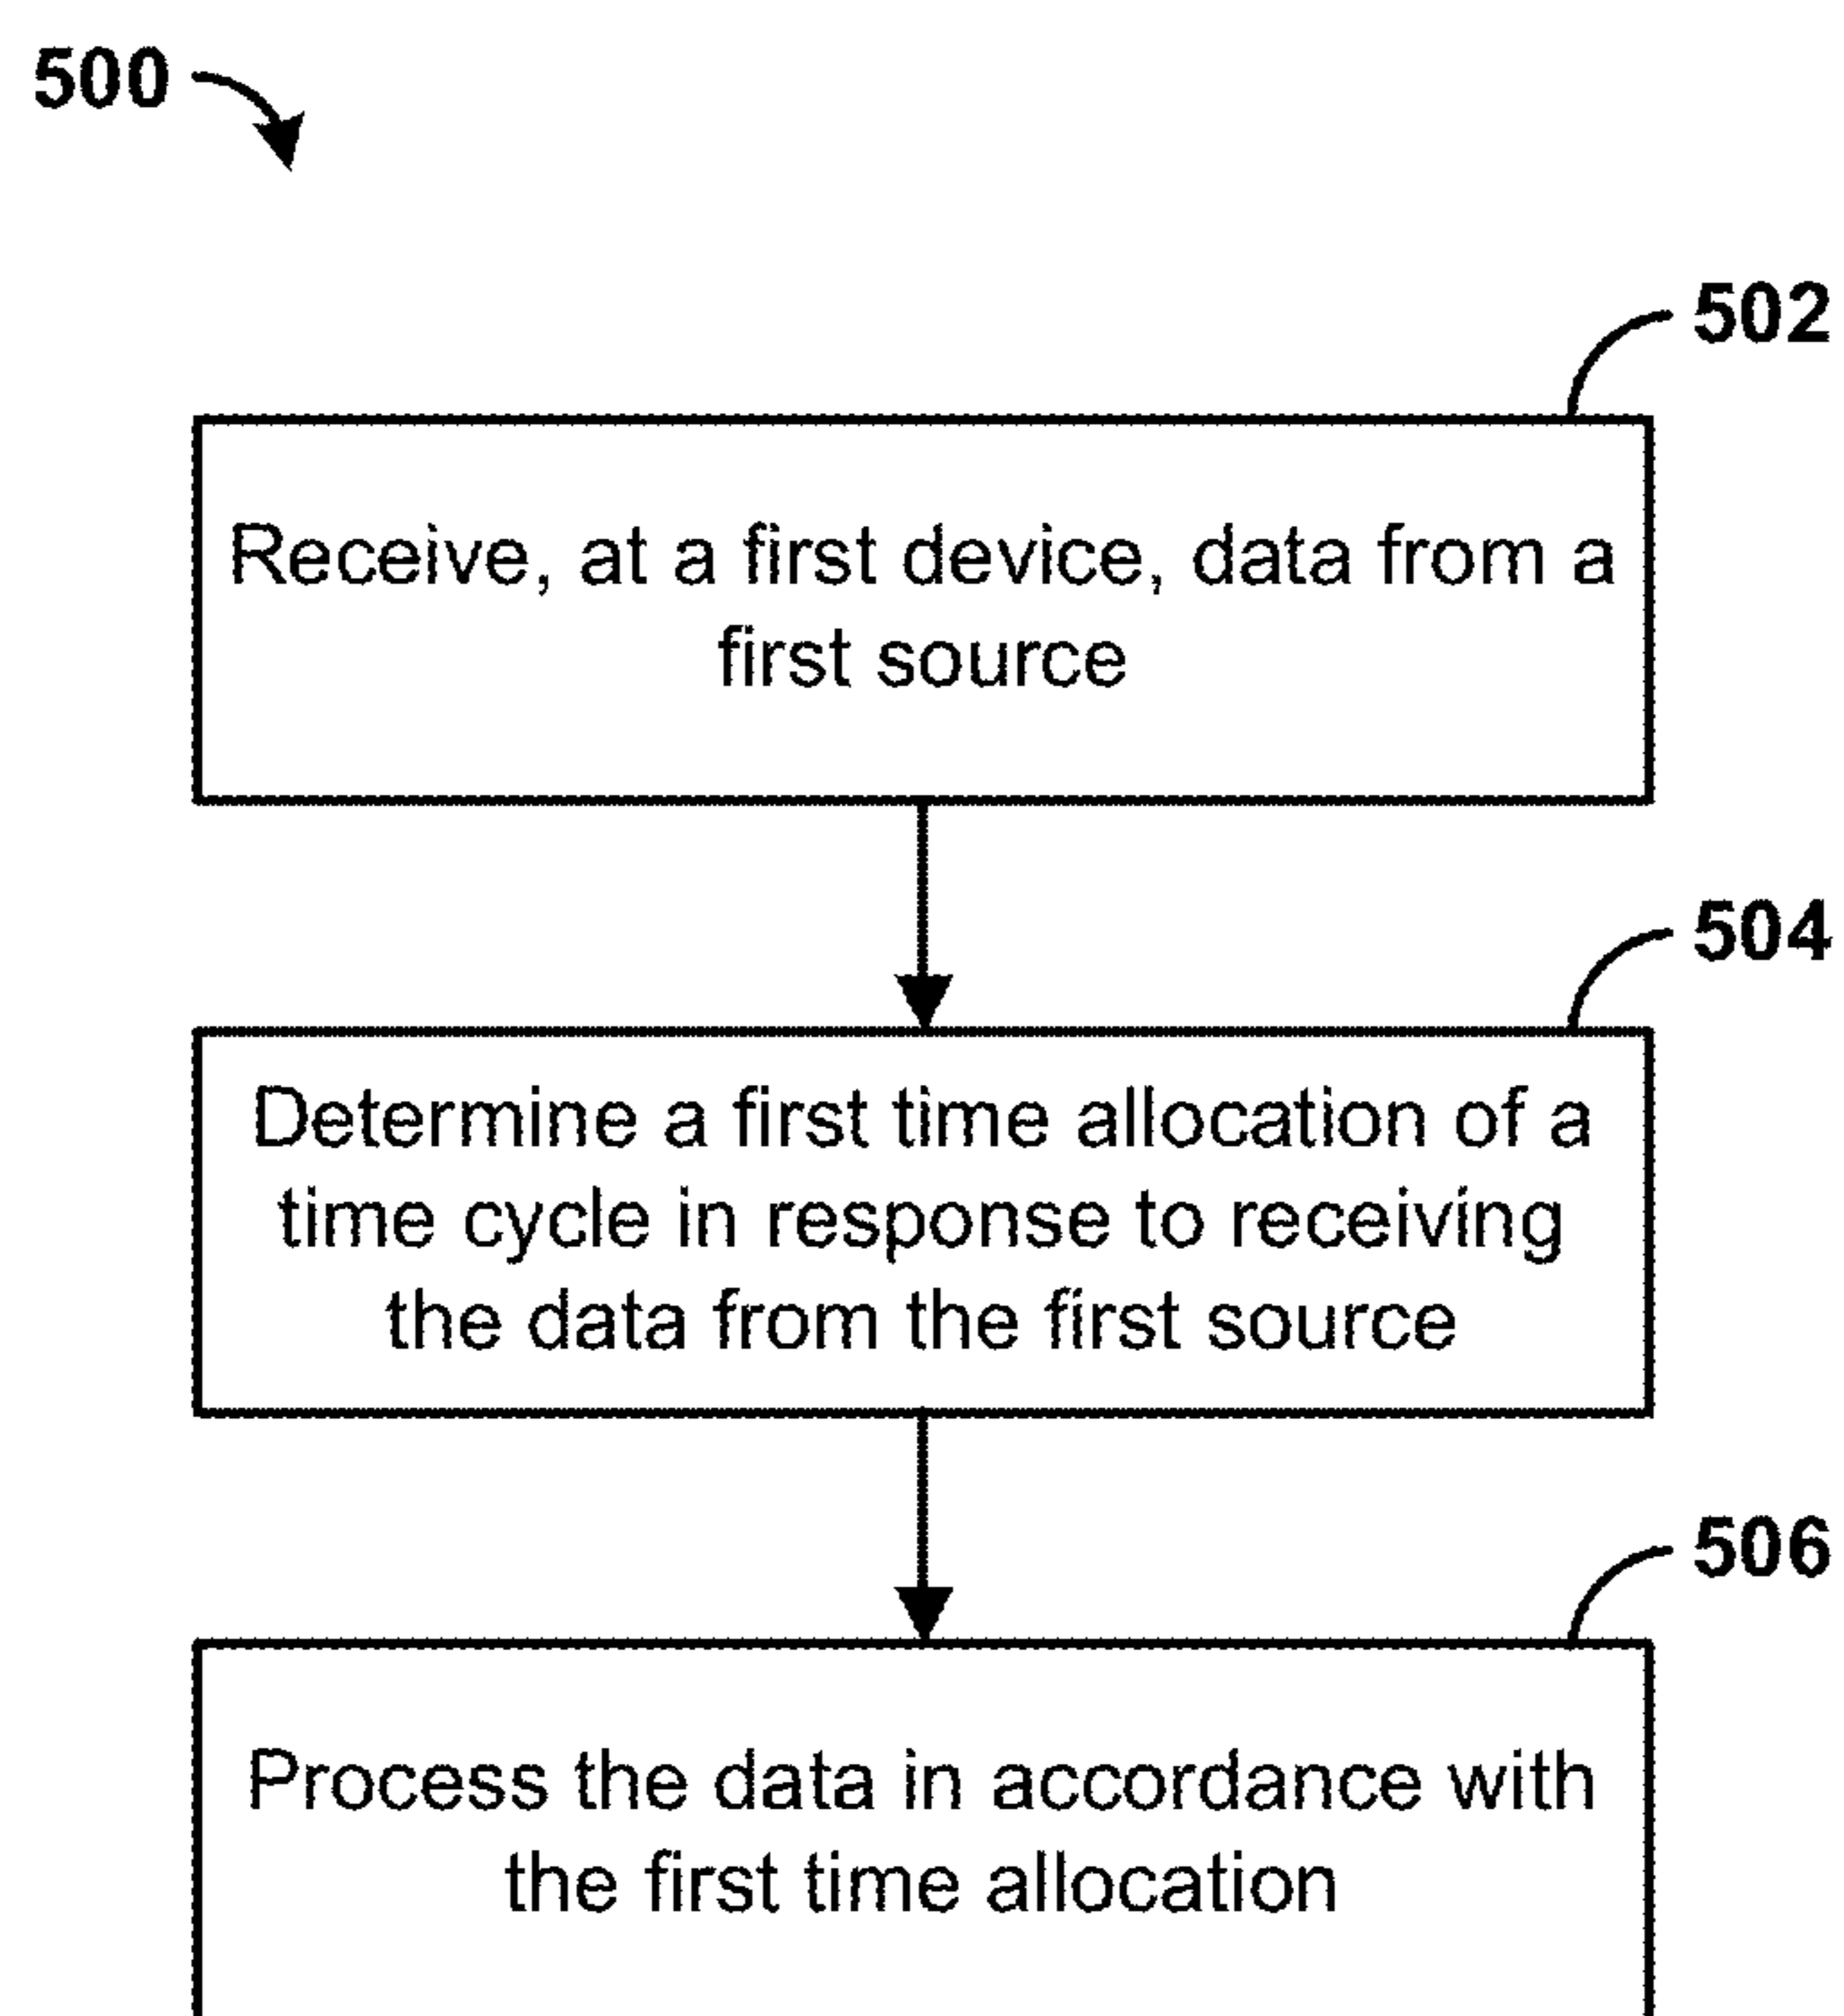 500
502
Receive, at a first device, data from a
first source
504
Determine a first time allocation of a
time cycle in response to receiving
the data from the first source
506
Process the data in accordance with
the first time allocation